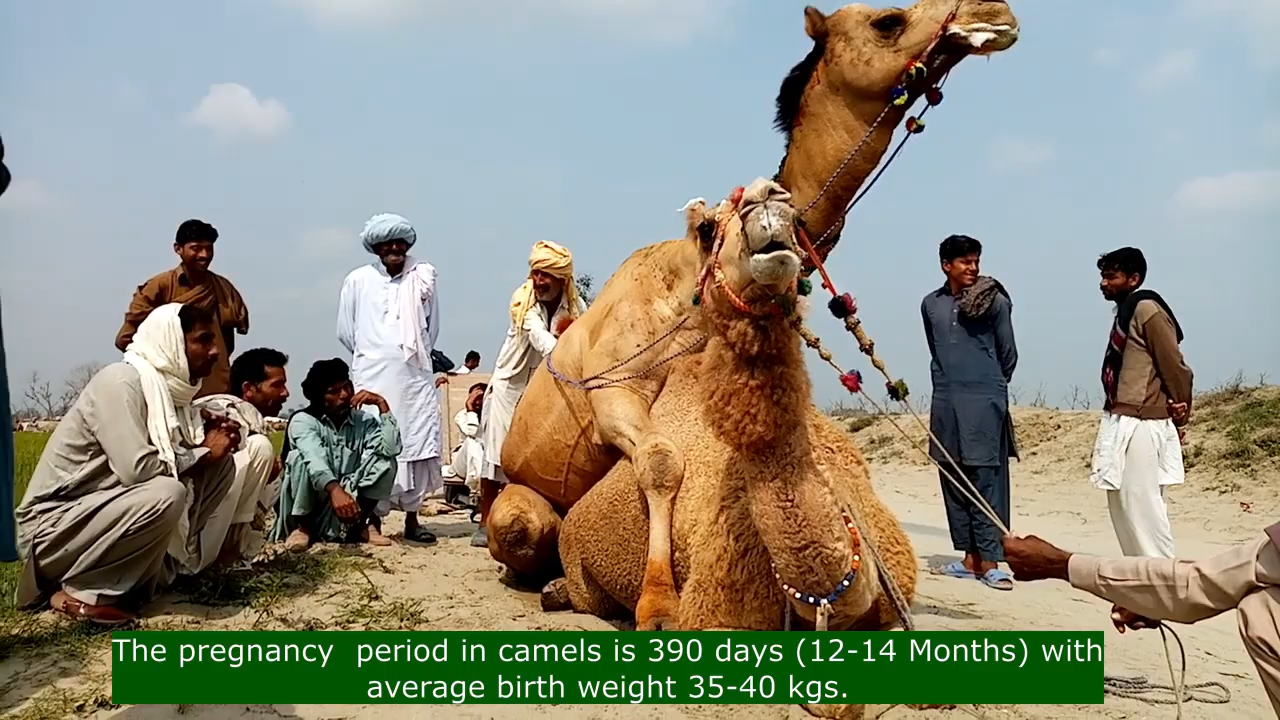 The pregnancy  period in camels is 390 days (12-14 Months) with
average birth weight 35-40 kgs.